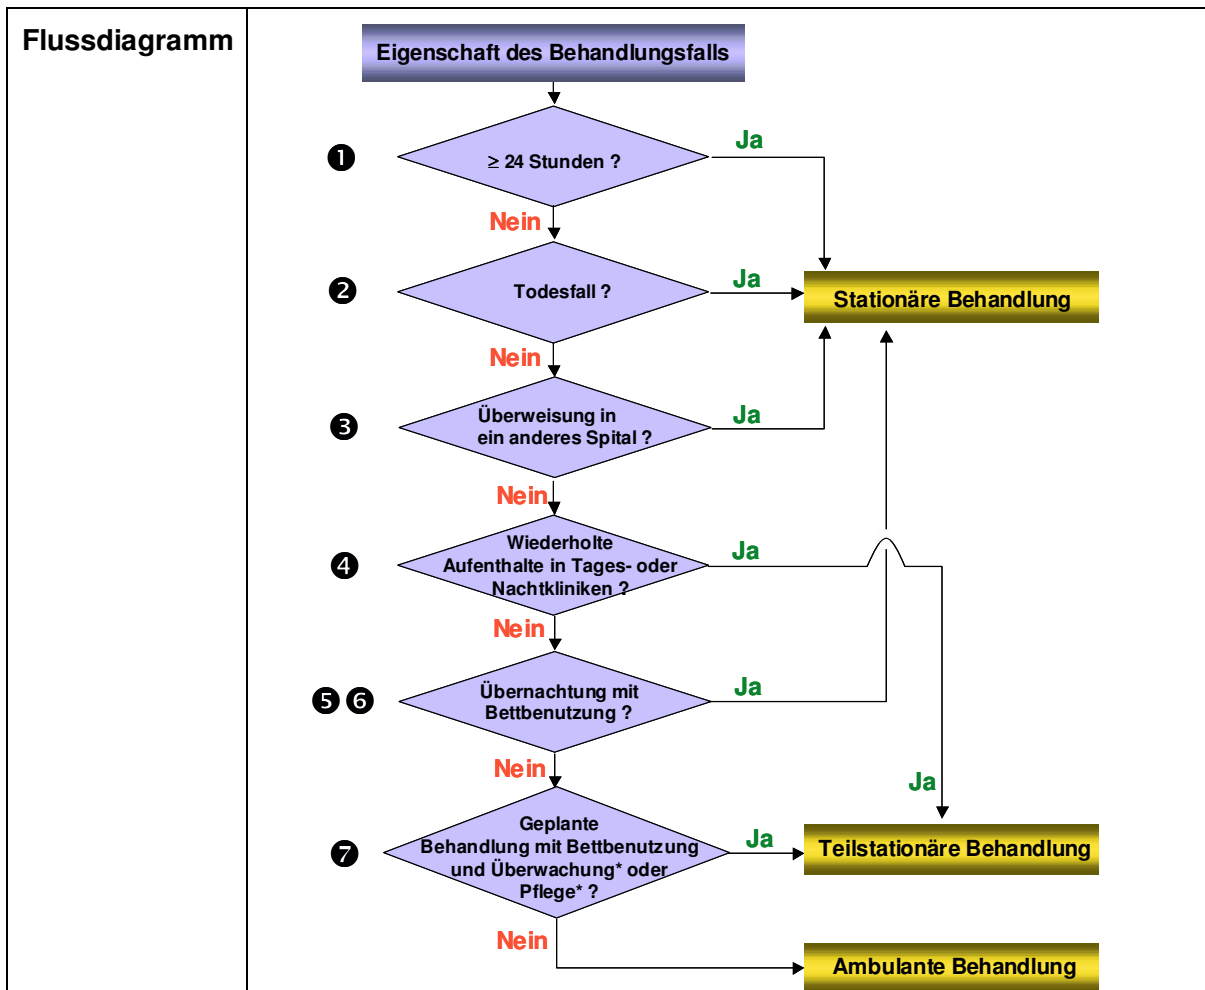 Flussdiagramm
Eigenschaft des Behandlungsfalls
❶
≥ 24 Stunden ?
Ja
Nein
❷
Todesfall ?
Ja
Stationäre Behandlung
Nein
❸
Überweisung in
ein anderes Spital ?
Ja
Nein
❹
Wiederholte
Aufenthalte in Tages- oder
Nachtkliniken ?
Ja
Nein
❺ ❻
Übernachtung mit
Bettbenutzung ?
Ja
Nein
Ja
❼
Geplante
Behandlung mit Bettbenutzung
und Überwachung* oder
Pflege* ?
Ja
Teilstationäre Behandlung
Nein
Ambulante Behandlung